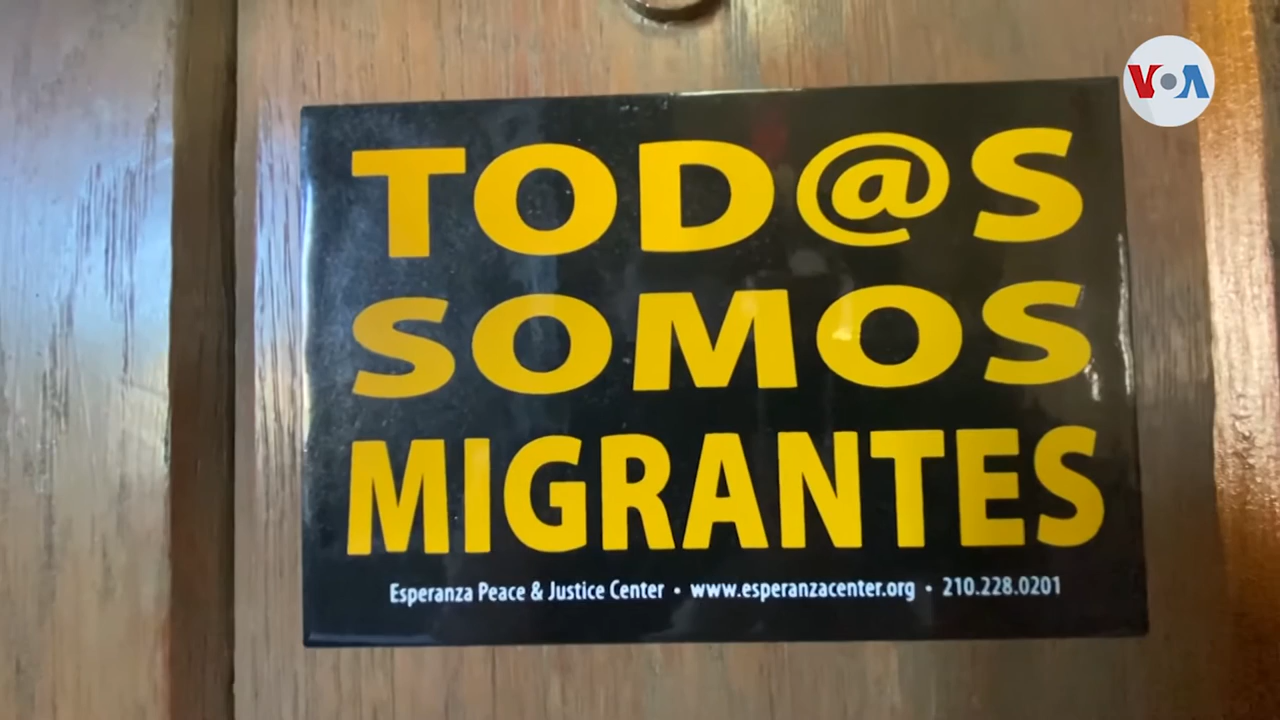 VOA
TOD@S
SOMOS
MIGRANTES
Esperanza Peace & Justice Center • www.esperanzacenter.org • 210.228.0201